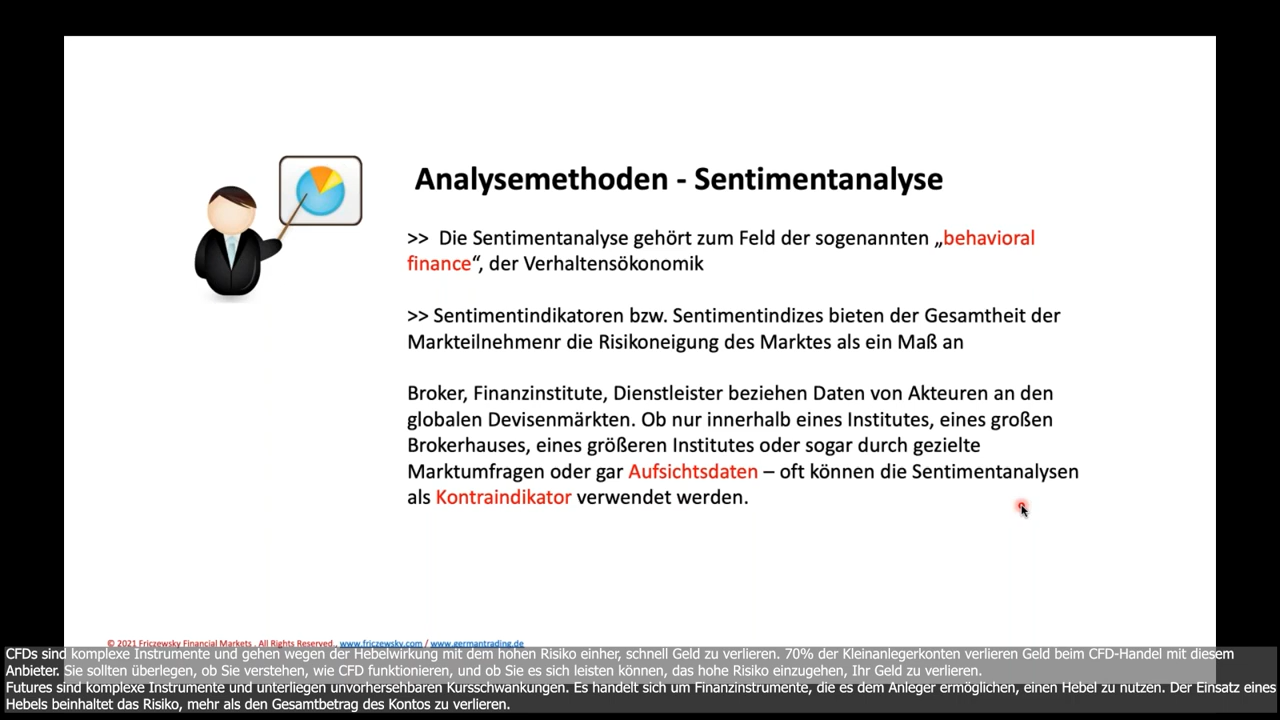 Analysemethoden - Sentimentanalyse
>> Die Sentimentanalyse gehört zum Feld der sogenannten „behavioral
finance“, der Verhaltensökonomik
>> Sentimentindikatoren bzw. Sentimentindizes bieten der Gesamtheit der
Markteilnehmenr die Risikoneigung des Marktes als ein Maß an
Broker, Finanzinstitute, Dienstleister beziehen Daten von Akteuren an den
globalen Devisenmärkten. Ob nur innerhalb eines Institutes, eines großen
Brokerhauses, eines größeren Institutes oder sogar durch gezielte
Marktumfragen oder gar Aufsichtsdaten – oft können die Sentimentanalysen
als Kontraindikator verwendet werden.
© 2021 Friczewsky Financial Markets . All Rights Reserved . www.friczewsky.com / www.germantrading.de
CFDs sind komplexe Instrumente und gehen wegen der Hebelwirkung mit dem hohen Risiko einher, schnell Geld zu verlieren. 70% der Kleinanlegerkonten verlieren Geld beim CFD-Handel mit diesem
Anbieter. Sie sollten überlegen, ob Sie verstehen, wie CFD funktionieren, und ob Sie es sich leisten können, das hohe Risiko einzugehen, Ihr Geld zu verlieren.
Futures sind komplexe Instrumente und unterliegen unvorhersehbaren Kursschwankungen. Es handelt sich um Finanzinstrumente, die es dem Anleger ermöglichen, einen Hebel zu nutzen. Der Einsatz eines
Hebels beinhaltet das Risiko, mehr als den Gesamtbetrag des Kontos zu verlieren.